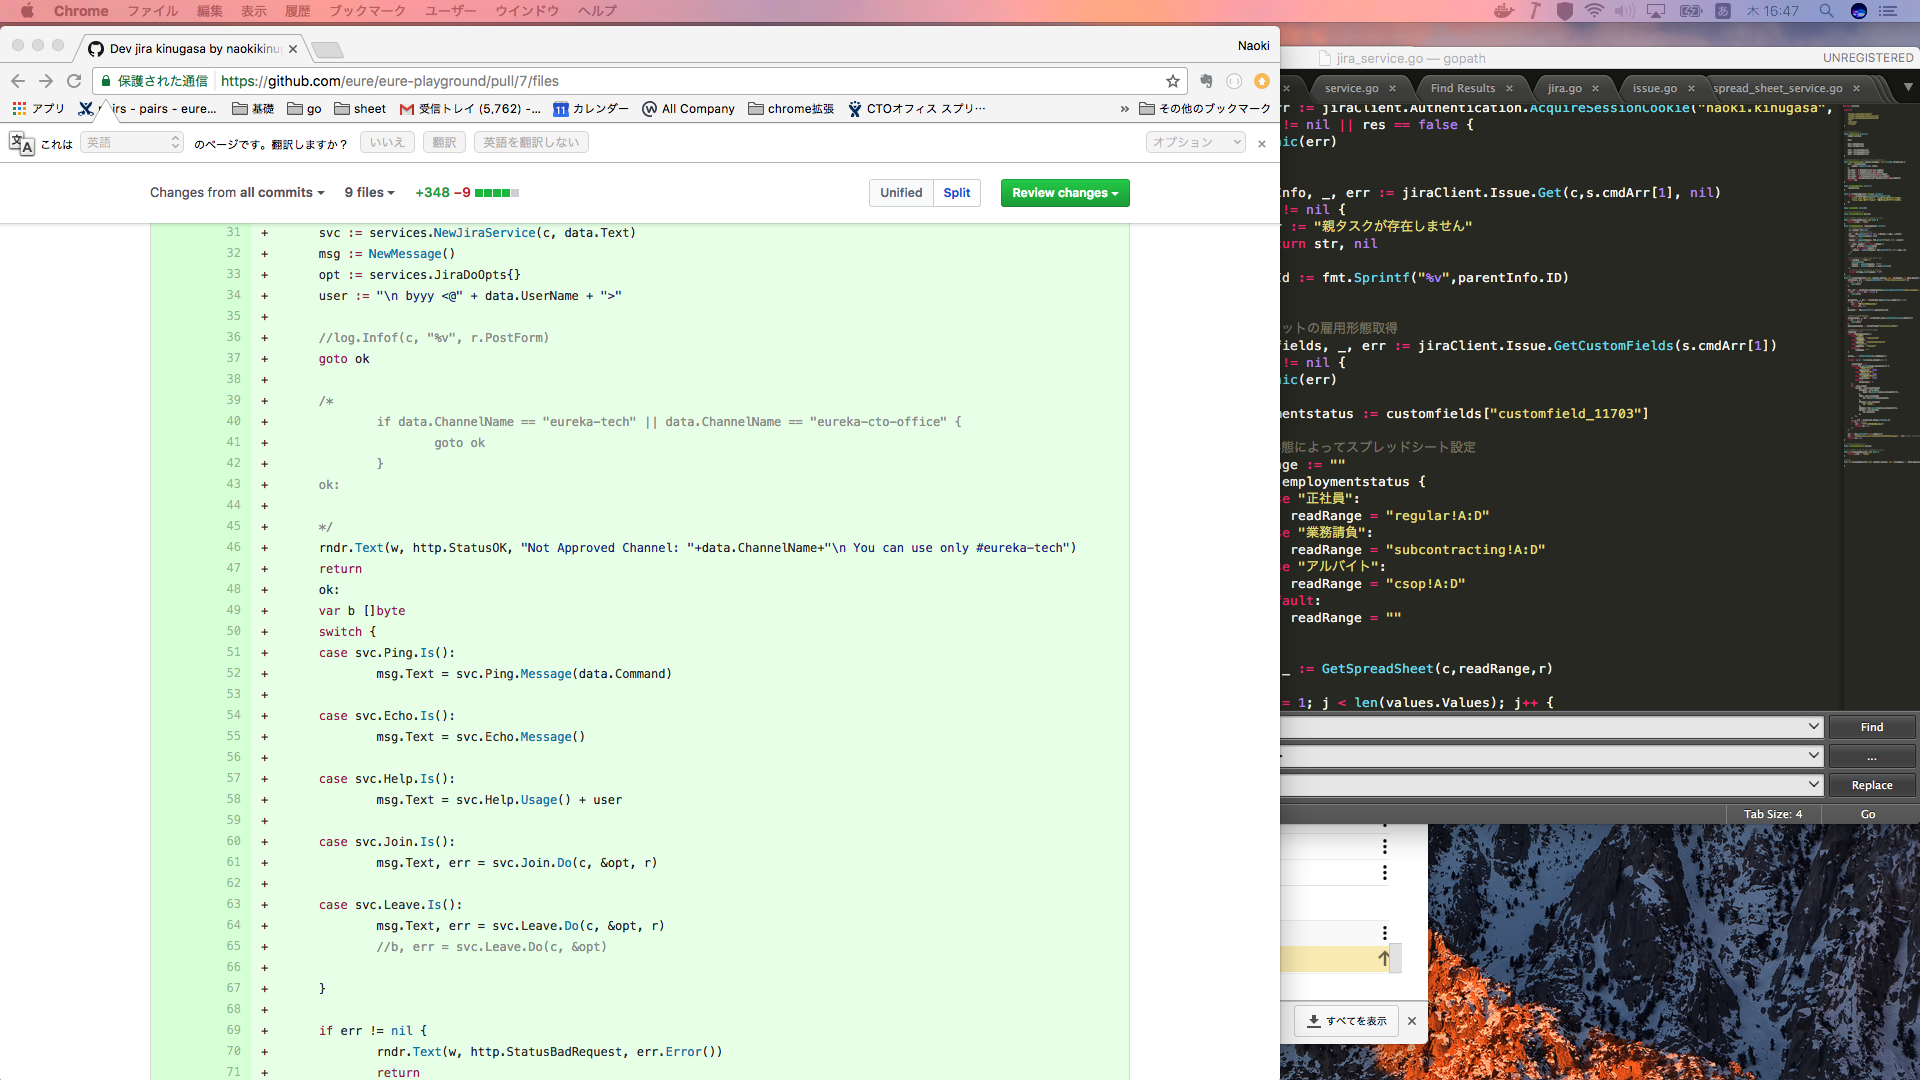 Chrome ファイル 編集 表示 履歴 ブックマーク ユーザー ウインドウ ヘルプ
あ 木 16:47
Dev jira kinugasa by naokikinu
Naoki
保護された通信 https://github.com/eure/eure-playground/pull/7/files
アプリ irs - pairs - eure... 基礎 go sheet 受信トレイ (5,762) -... 11 カレンダー All Company chrome拡張 CTOオフィス スプリ… » その他のブックマーク
これは 英語 のページです。翻訳しますか? いいえ 翻訳 英語を翻訳しない オプション
Changes from all commits 9 files +348 −9 Unified Split Review changes
31 + svc := services.NewJiraService(c, data.Text)
32 + msg := NewMessage()
33 + opt := services.JiraDoOpts{}
34 + user := "\n byyy <@" + data.UserName + ">"
35 +
36 + //log.Infof(c, "%v", r.PostForm)
37 + goto ok
38 +
39 + /*
40 + if data.ChannelName == "eureka-tech" || data.ChannelName == "eureka-cto-office" {
41 + goto ok
42 + }
43 + ok:
44 +
45 + */
46 + rndr.Text(w, http.StatusOK, "Not Approved Channel: "+data.ChannelName+"\n You can use only #eureka-tech")
47 + return
48 + ok:
49 + var b []byte
50 + switch {
51 + case svc.Ping.Is():
52 + msg.Text = svc.Ping.Message(data.Command)
53 +
54 + case svc.Echo.Is():
55 + msg.Text = svc.Echo.Message()
56 +
57 + case svc.Help.Is():
58 + msg.Text = svc.Help.Usage() + user
59 +
60 + case svc.Join.Is():
61 + msg.Text, err = svc.Join.Do(c, &opt, r)
62 +
63 + case svc.Leave.Is():
64 + msg.Text, err = svc.Leave.Do(c, &opt, r)
65 + //b, err = svc.Leave.Do(c, &opt)
66 +
67 + }
68 +
69 + if err != nil {
70 + rndr.Text(w, http.StatusBadRequest, err.Error())
71 + return
jira_service.go — gopath UNREGISTERED
service.go Find Results jira.go issue.go spread_sheet_service.go
rr := jiraClient.Authentication.AcquireSessionCookie("naoki.kinugasa",
!= nil || res == false {
ic(err)
Info, _, err := jiraClient.Issue.Get(c,s.cmdArr[1], nil)
!= nil {
r := "親タスクが存在しません"
urn str, nil
Id := fmt.Sprintf("%v",parentInfo.ID)
ットの雇用形態取得
fields, _, err := jiraClient.Issue.GetCustomFields(s.cmdArr[1])
!= nil {
ic(err)
mentstatus := customfields["customfield_11703"]
態によってスプレッドシート設定
ge := ""
employmentstatus {
e "正社員":
readRange = "regular!A:D"
e "業務請負":
readRange = "subcontracting!A:D"
e "アルバイト":
readRange = "csop!A:D"
ault:
readRange = ""
_ := GetSpreadSheet(c,readRange,r)
= 1; j < len(values.Values); j++ {
Find
...
Replace
Tab Size: 4 Go
すべてを表示